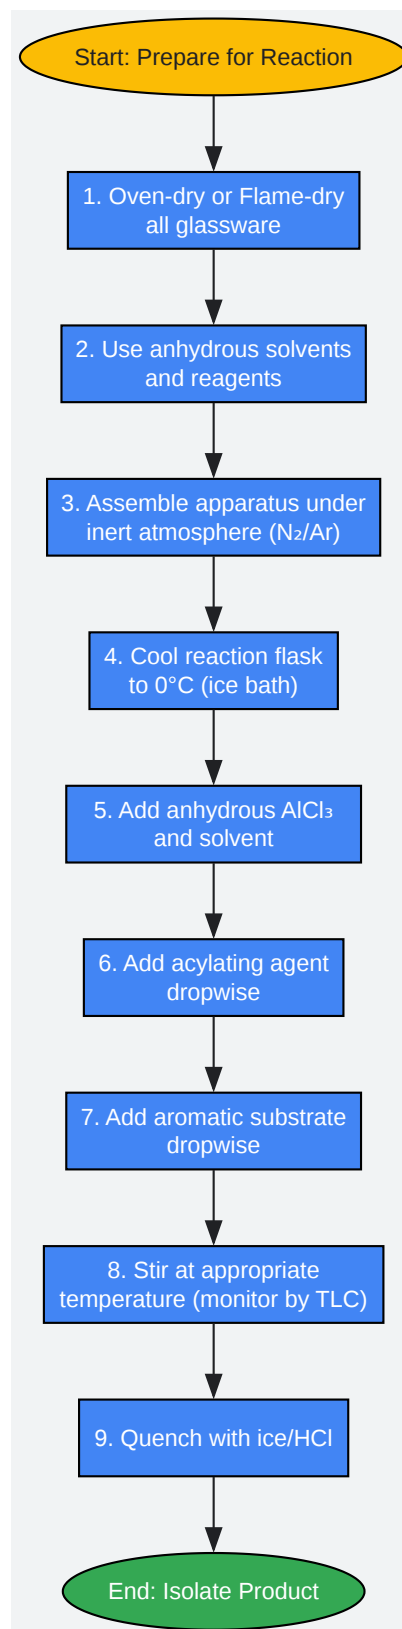 Start: Prepare for Reaction
1. Oven-dry or Flame-dry
all glassware
2. Use anhydrous solvents
and reagents
3. Assemble apparatus under
inert atmosphere (N₂/Ar)
4. Cool reaction flask
to 0°C (ice bath)
5. Add anhydrous AlCl₃
and solvent
6. Add acylating agent
dropwise
7. Add aromatic substrate
dropwise
8. Stir at appropriate
temperature (monitor by TLC)
9. Quench with ice/HCl
End: Isolate Product